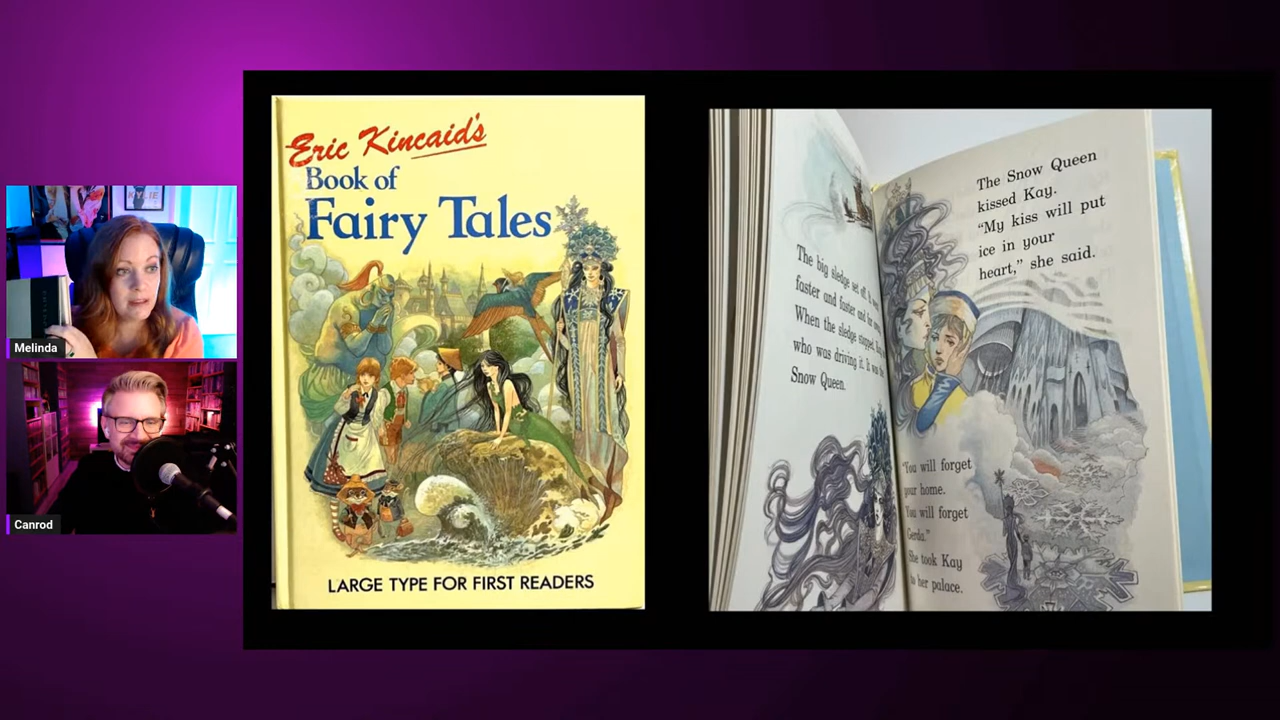 KYLIE
Melinda
Canrod
Eric Kincaid's
Book of
Fairy Tales
LARGE TYPE FOR FIRST READERS
The big sledge set off. It
faster and faster and
When the sledge stopped,
who was driving it. It was the
Snow Queen.
The Snow Queen
kissed Kay.
"My kiss will put
ice in your
heart," she said.
"You will forget
your home.
You will forget
Gerda."
She took Kay
to her palace.